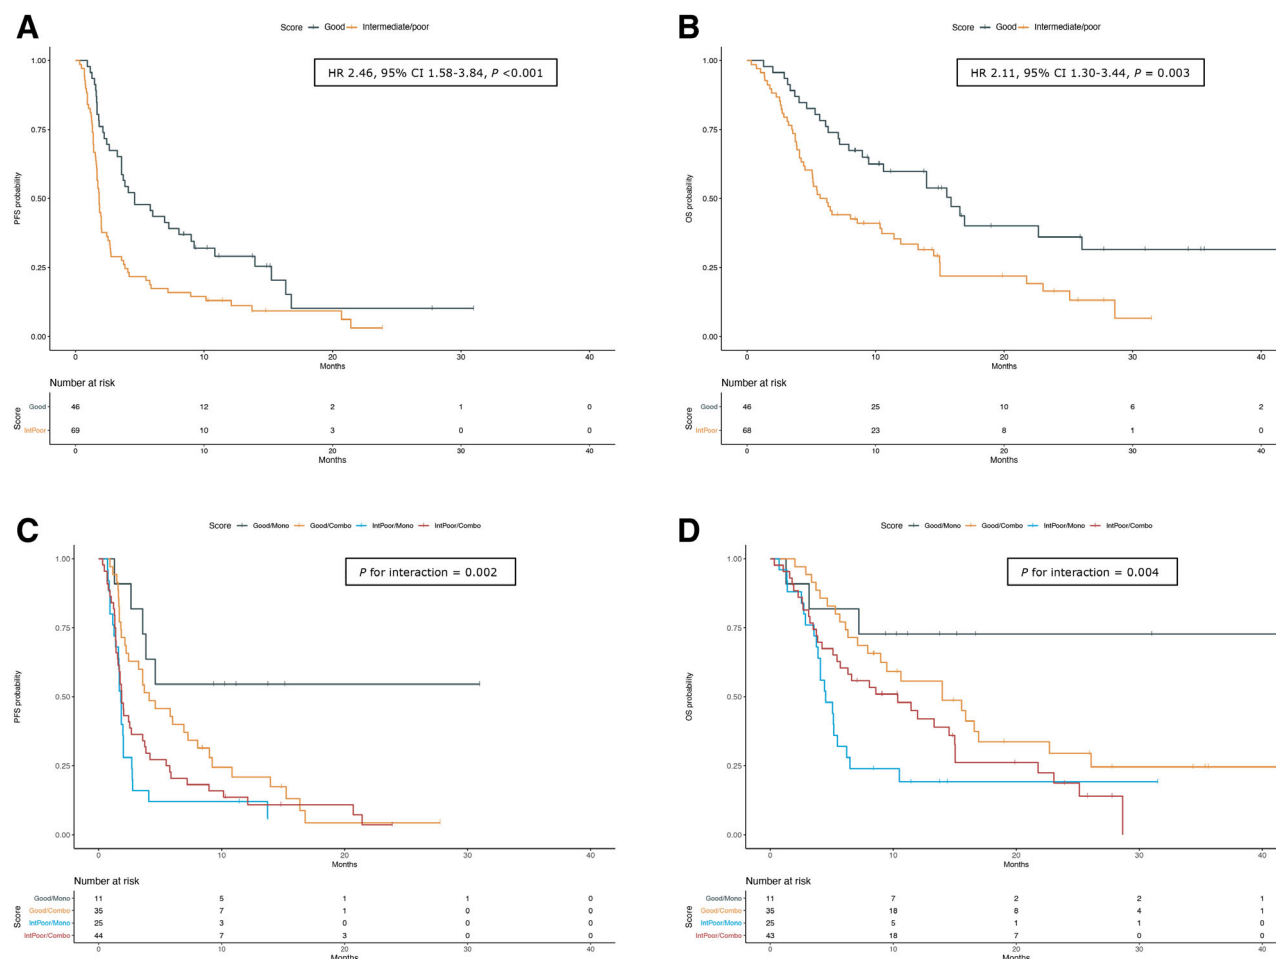 A
Score Good Intermediate/poor
HR 2.46, 95% CI 1.58-3.84, P <0.001
1.00
0.75
0.50
0.25
0.00
PFS probability
0 10 20 30 40
Months
Number at risk
Score
Good 46 12 2 1 0
IntPoor 69 10 3 0 0
0 10 20 30 40
Months
B
Score Good Intermediate/poor
HR 2.11, 95% CI 1.30-3.44, P = 0.003
1.00
0.75
0.50
0.25
0.00
OS probability
0 10 20 30 40
Months
Number at risk
Score
Good 46 25 10 6 2
IntPoor 68 23 8 1 0
0 10 20 30 40
Months
C
Score Good/Mono Good/Combo IntPoor/Mono IntPoor/Combo
P for interaction = 0.002
1.00
0.75
0.50
0.25
0.00
PFS probability
0 10 20 30 40
Months
Number at risk
Score
Good/Mono 11 5 1 1 0
Good/Combo 35 7 1 0 0
IntPoor/Mono 25 3 0 0 0
IntPoor/Combo 44 7 3 0 0
0 10 20 30 40
Months
D
Score Good/Mono Good/Combo IntPoor/Mono IntPoor/Combo
P for interaction = 0.004
1.00
0.75
0.50
0.25
0.00
OS probability
0 10 20 30 40
Months
Number at risk
Score
Good/Mono 11 7 2 2 1
Good/Combo 35 18 8 4 1
IntPoor/Mono 25 5 1 1 0
IntPoor/Combo 43 18 7 0 0
0 10 20 30 40
Months